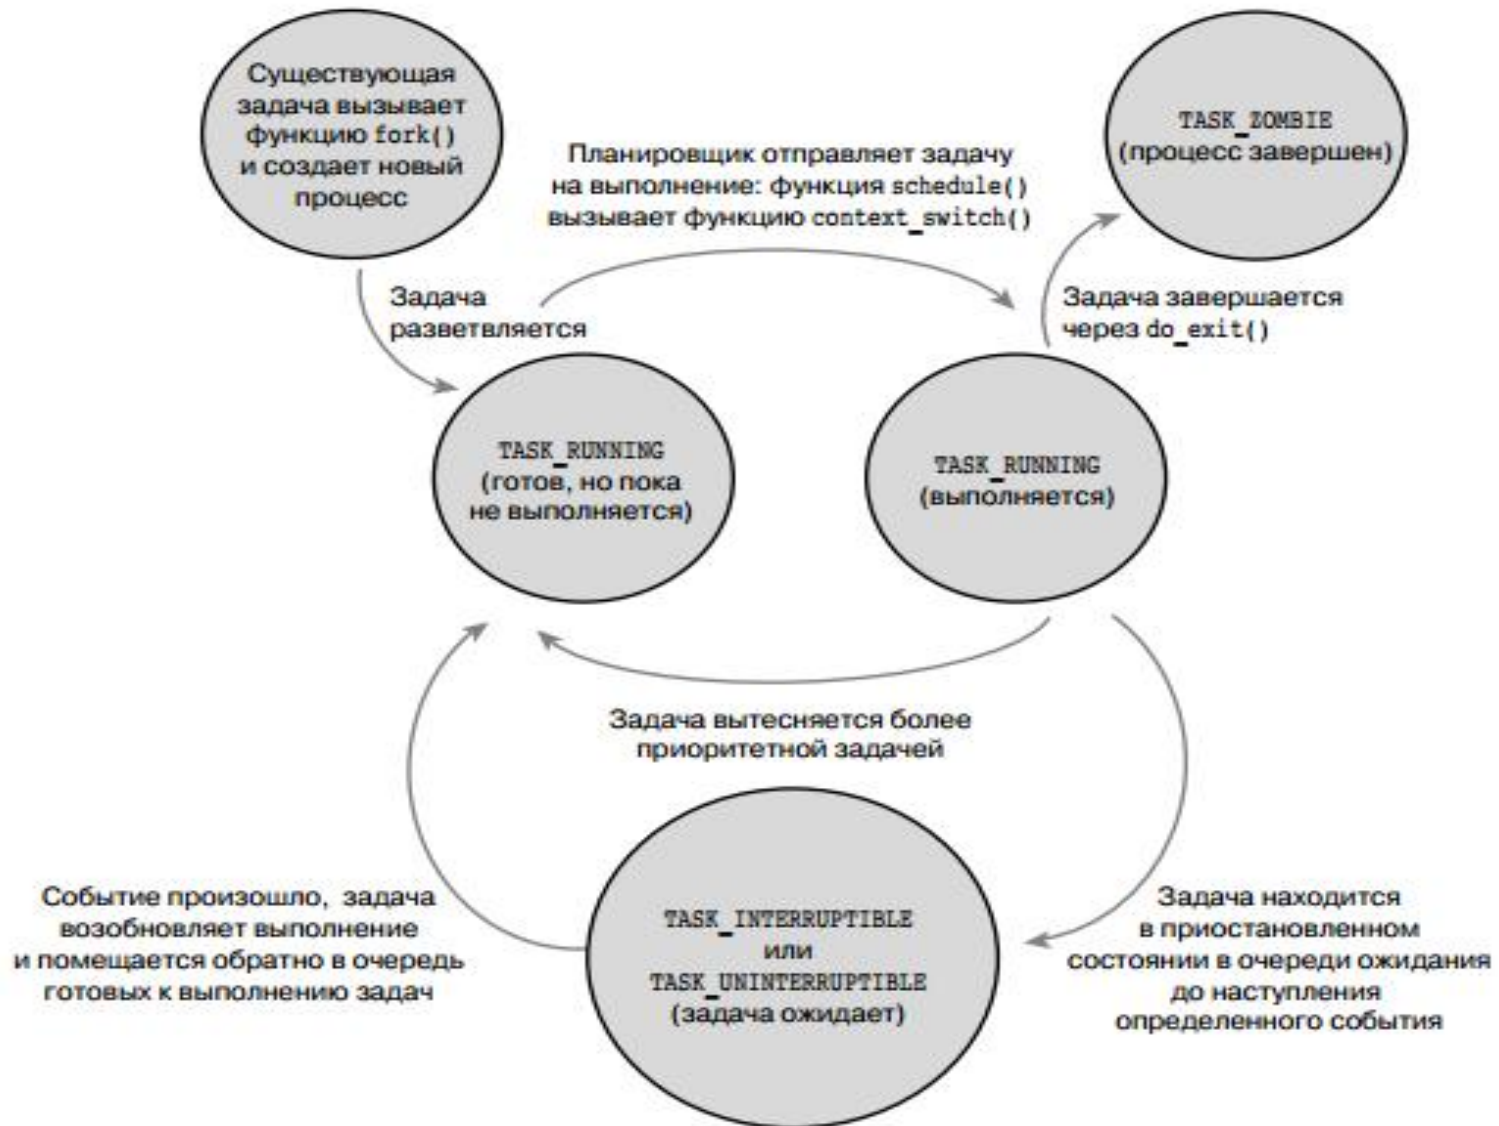 Существующая
задача вызывает
функцию fork()
и создает новый
процесс
TASK_ZOMBIE
(процесс завершен)
Планировщик отправляет задачу
на выполнение: функция schedule()
вызывает функцию context_switch()
Задача
разветвляется
Задача завершается
через do_exit()
TASK_RUNNING
(готов, но пока
не выполняется)
TASK_RUNNING
(выполняется)
Задача вытесняется более
приоритетной задачей
Событие произошло, задача
возобновляет выполнение
и помещается обратно в очередь
готовых к выполнению задач
TASK_INTERRUPTIBLE
или
TASK_UNINTERRUPTIBLE
(задача ожидает)
Задача находится
в приостановленном
состоянии в очереди ожидания
до наступления
определенного события